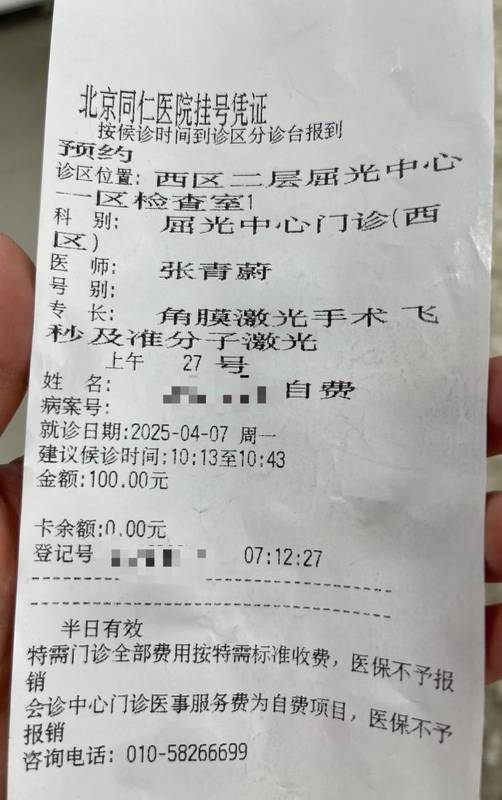 北京同仁医院挂号凭证
按候诊时间到诊区分诊台报到
预约
诊区位置: 西区二层屈光中心
一区检查室1
科 别: 屈光中心门诊(西
区)
医 师: 张青蔚
号 别:
专 长: 角膜激光手术 飞
秒及准分子激光
上午 27 号
姓 名: 自费
病案号:
就诊日期:2025-04-07 周一
建议候诊时间:10:13至10:43
金额:100.00元
卡余额:0.00元
登记号 07:12:27
半日有效
特需门诊全部费用按特需标准收费，医保不予报
销
会诊中心门诊医事服务费为自费项目，医保不予
报销
咨询电话: 010-58266699